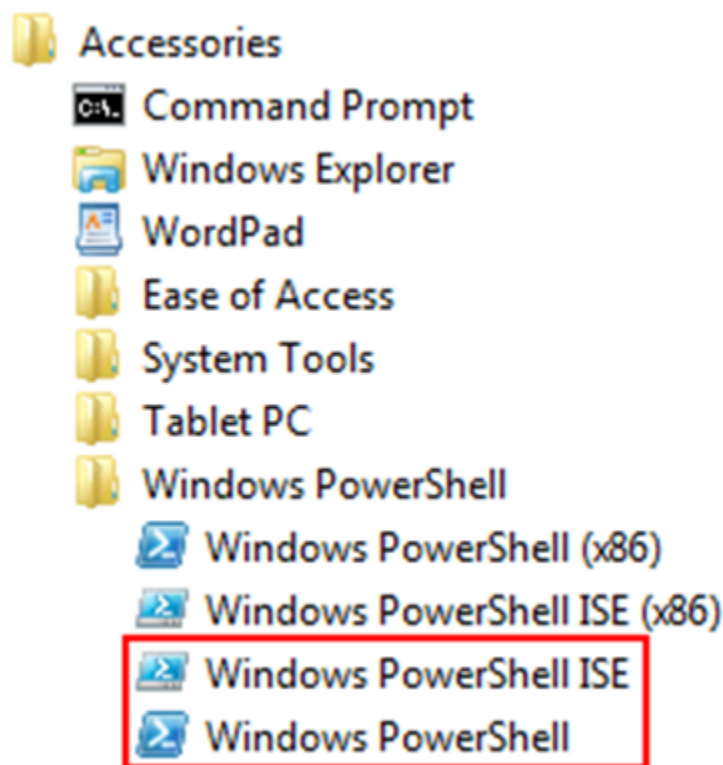 Accessories
C:\. Command Prompt
Windows Explorer
WordPad
Ease of Access
System Tools
Tablet PC
Windows PowerShell
Windows PowerShell (x86)
Windows PowerShell ISE (x86)
Windows PowerShell ISE
Windows PowerShell